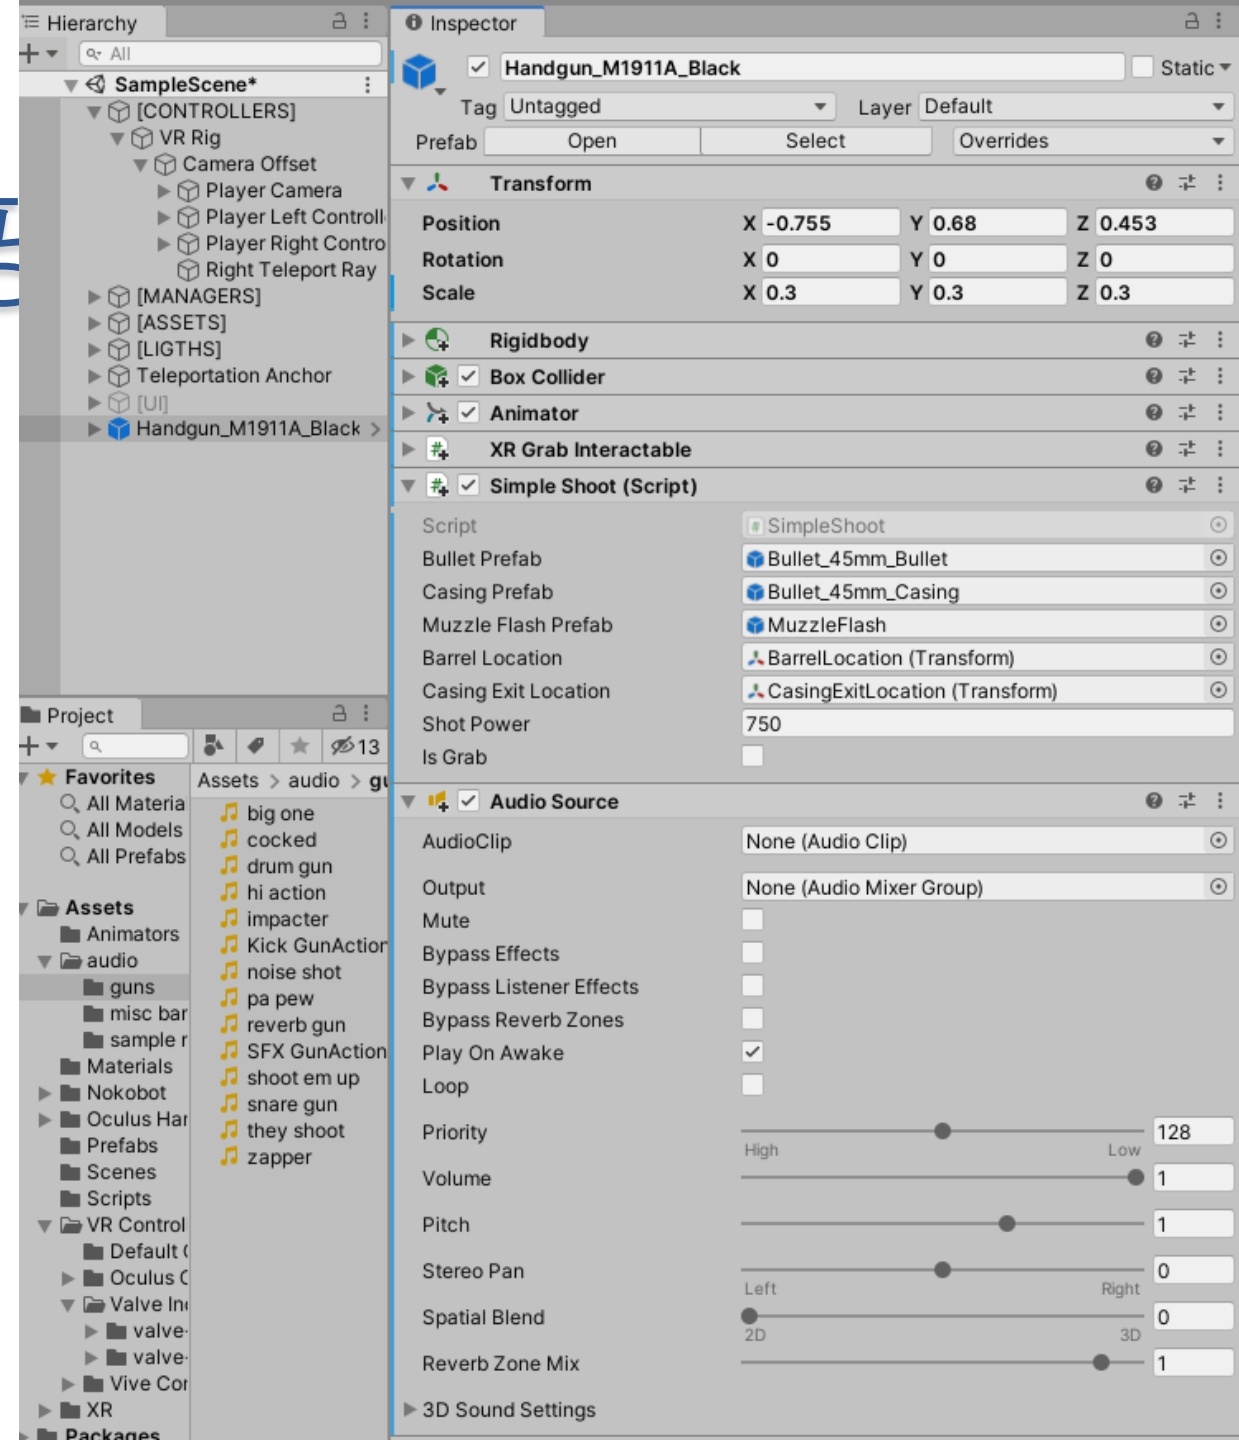 Hierarchy
All
SampleScene*
[CONTROLLERS]
VR Rig
Camera Offset
Player Camera
Player Left Controll
Player Right Contro
Right Teleport Ray
[MANAGERS]
[ASSETS]
[LIGTHS]
Teleportation Anchor
[UI]
Handgun_M1911A_Black
Project
13
Favorites
All Materia
All Models
All Prefabs
Assets
Animators
audio
guns
misc bar
sample r
Materials
Nokobot
Oculus Har
Prefabs
Scenes
Scripts
VR Control
Default (
Oculus C
Valve In
valve-
valve-
Vive Cor
XR
Packages
Assets > audio > gu
big one
cocked
drum gun
hi action
impacter
Kick GunAction
noise shot
pa pew
reverb gun
SFX GunAction
shoot em up
snare gun
they shoot
zapper
Inspector
Handgun_M1911A_Black
Static
Tag Untagged Layer Default
Prefab Open Select Overrides
Transform
Position X -0.755 Y 0.68 Z 0.453
Rotation X 0 Y 0 Z 0
Scale X 0.3 Y 0.3 Z 0.3
Rigidbody
Box Collider
Animator
XR Grab Interactable
Simple Shoot (Script)
Script SimpleShoot
Bullet Prefab Bullet_45mm_Bullet
Casing Prefab Bullet_45mm_Casing
Muzzle Flash Prefab MuzzleFlash
Barrel Location BarrelLocation (Transform)
Casing Exit Location CasingExitLocation (Transform)
Shot Power 750
Is Grab
Audio Source
AudioClip None (Audio Clip)
Output None (Audio Mixer Group)
Mute
Bypass Effects
Bypass Listener Effects
Bypass Reverb Zones
Play On Awake
Loop
Priority 128
High Low
Volume 1
Pitch 1
Stereo Pan 0
Left Right
Spatial Blend 0
2D 3D
Reverb Zone Mix 1
3D Sound Settings